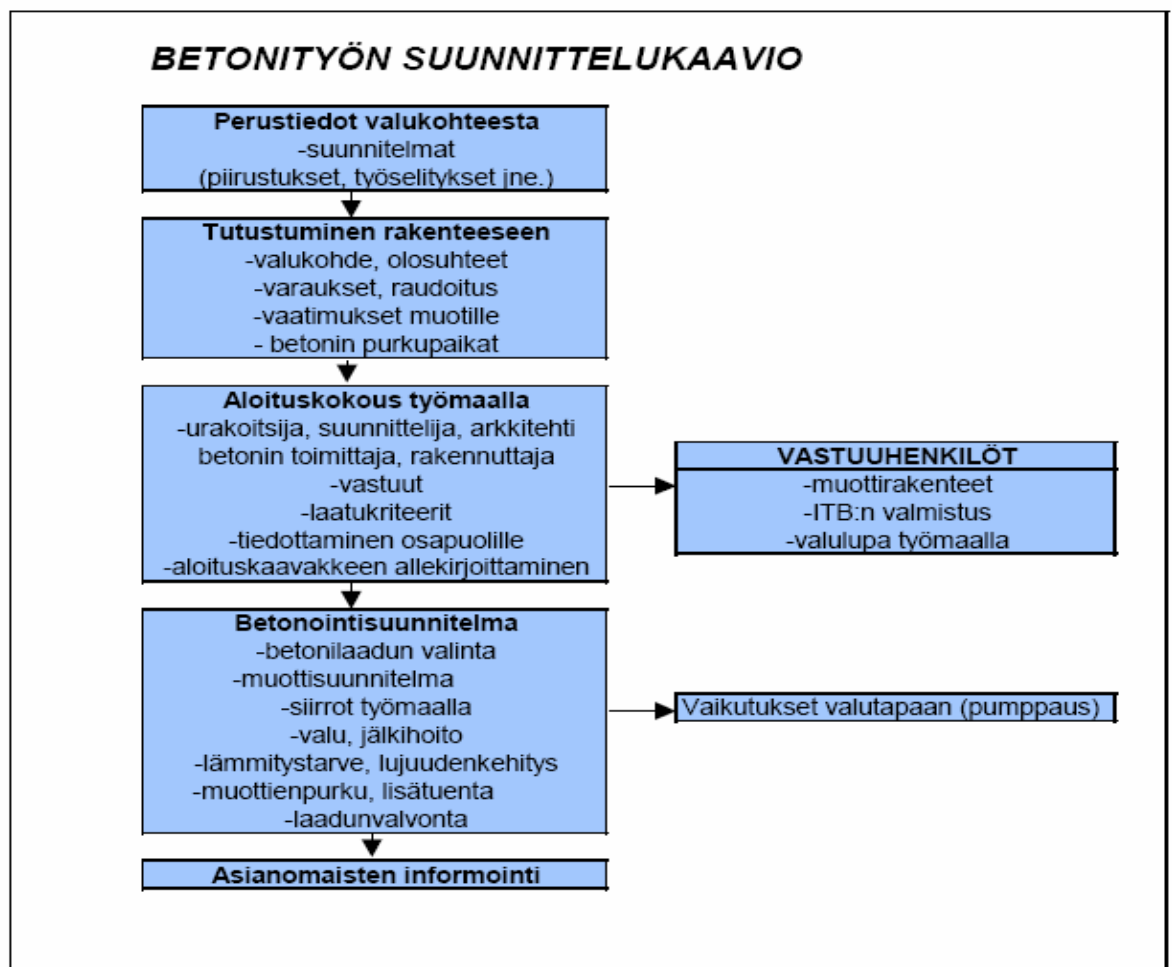 BETONITYÖN SUUNNITTELUKAAVIO
Perustiedot valukohteesta
-suunnitelmat
(piirustukset, työselitykset jne.)
Tutustuminen rakenteeseen
-valukohde, olosuhteet
-varaukset, raudoitus
-vaatimukset muotille
- betonin purkupaikat
Aloituskokous työmaalla
-urakoitsija, suunnittelija, arkkitehti
betonin toimittaja, rakennuttaja
-vastuut
-laatukriteerit
-tiedottaminen osapuolille
-aloituskaavakkeen allekirjoittaminen
VASTUUHENKILÖT
-muottirakenteet
-ITB:n valmistus
-valulupa työmaalla
Betonointisuunnitelma
-betonilaadun valinta
-muottisuunnitelma
-siirrot työmaalla
-valu, jälkihoito
-lämmitystarve, lujuudenkehitys
-muottienpurku, lisätuenta
-laadunvalvonta
Vaikutukset valutapaan (pumppaus)
Asianomaisten informointi